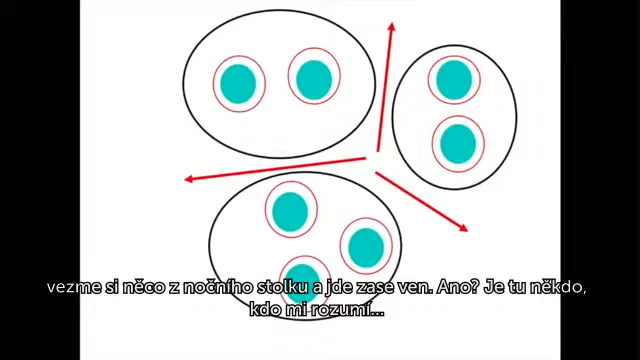 vezme si něco z nočního stolku a jde zase ven. Ano? Je tu někdo,
kdo mi rozumí...